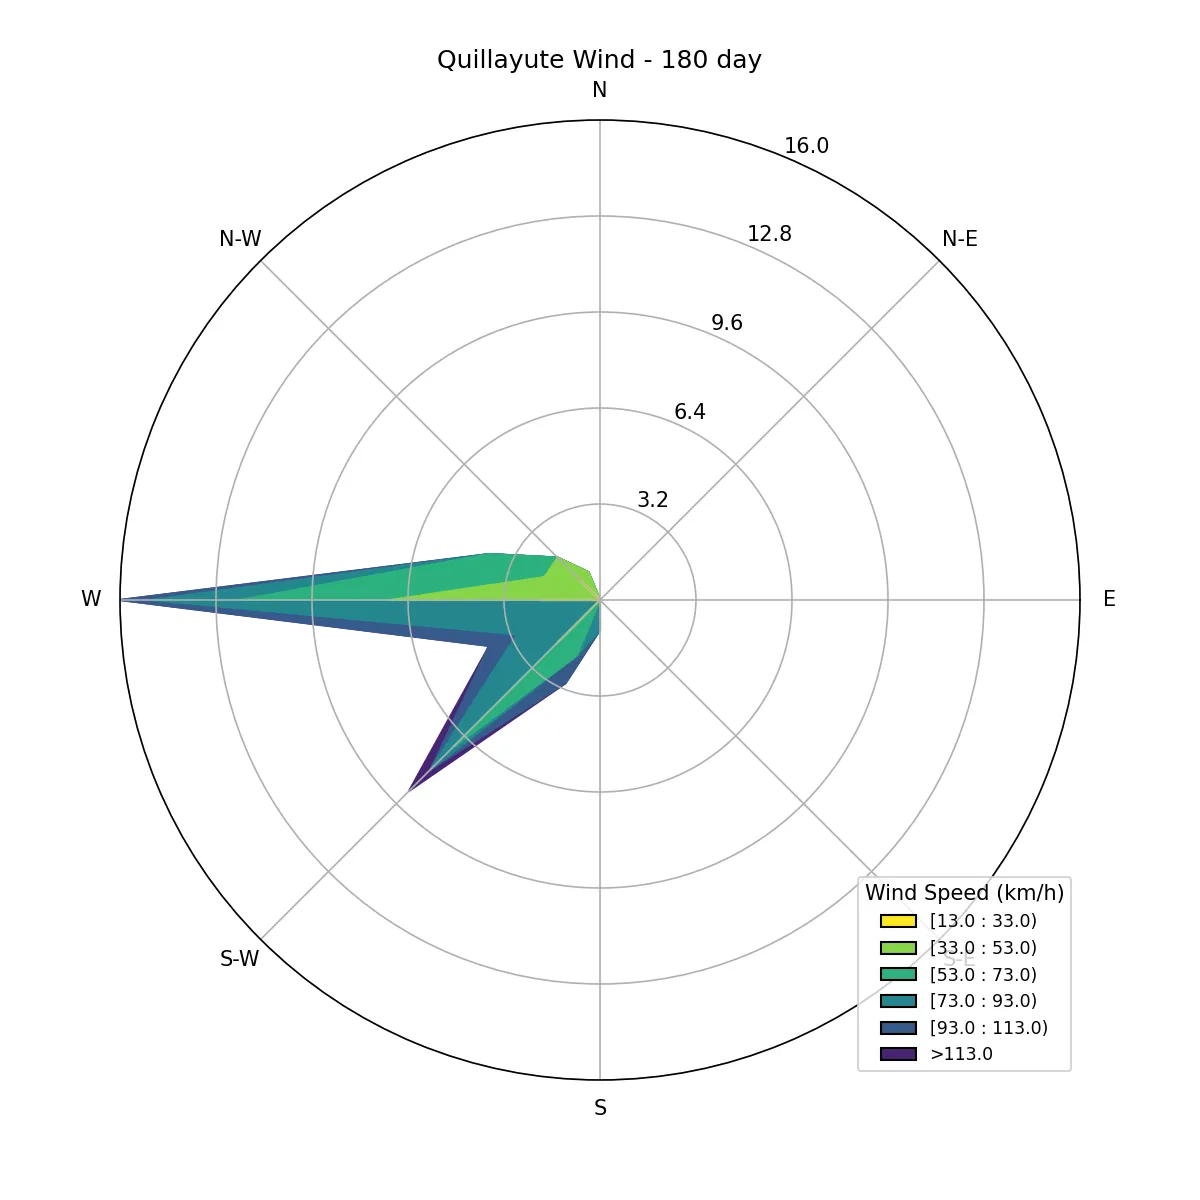 Quillayute Wind - 180 day
N
16.0
12.8
N-W
N-E
9.6
6.4
3.2
W
E
Wind Speed (km/h)
[13.0 : 33.0)
[33.0 : 53.0)
S-W
S-E
[53.0 : 73.0)
[73.0 : 93.0)
[93.0 : 113.0)
>113.0
S